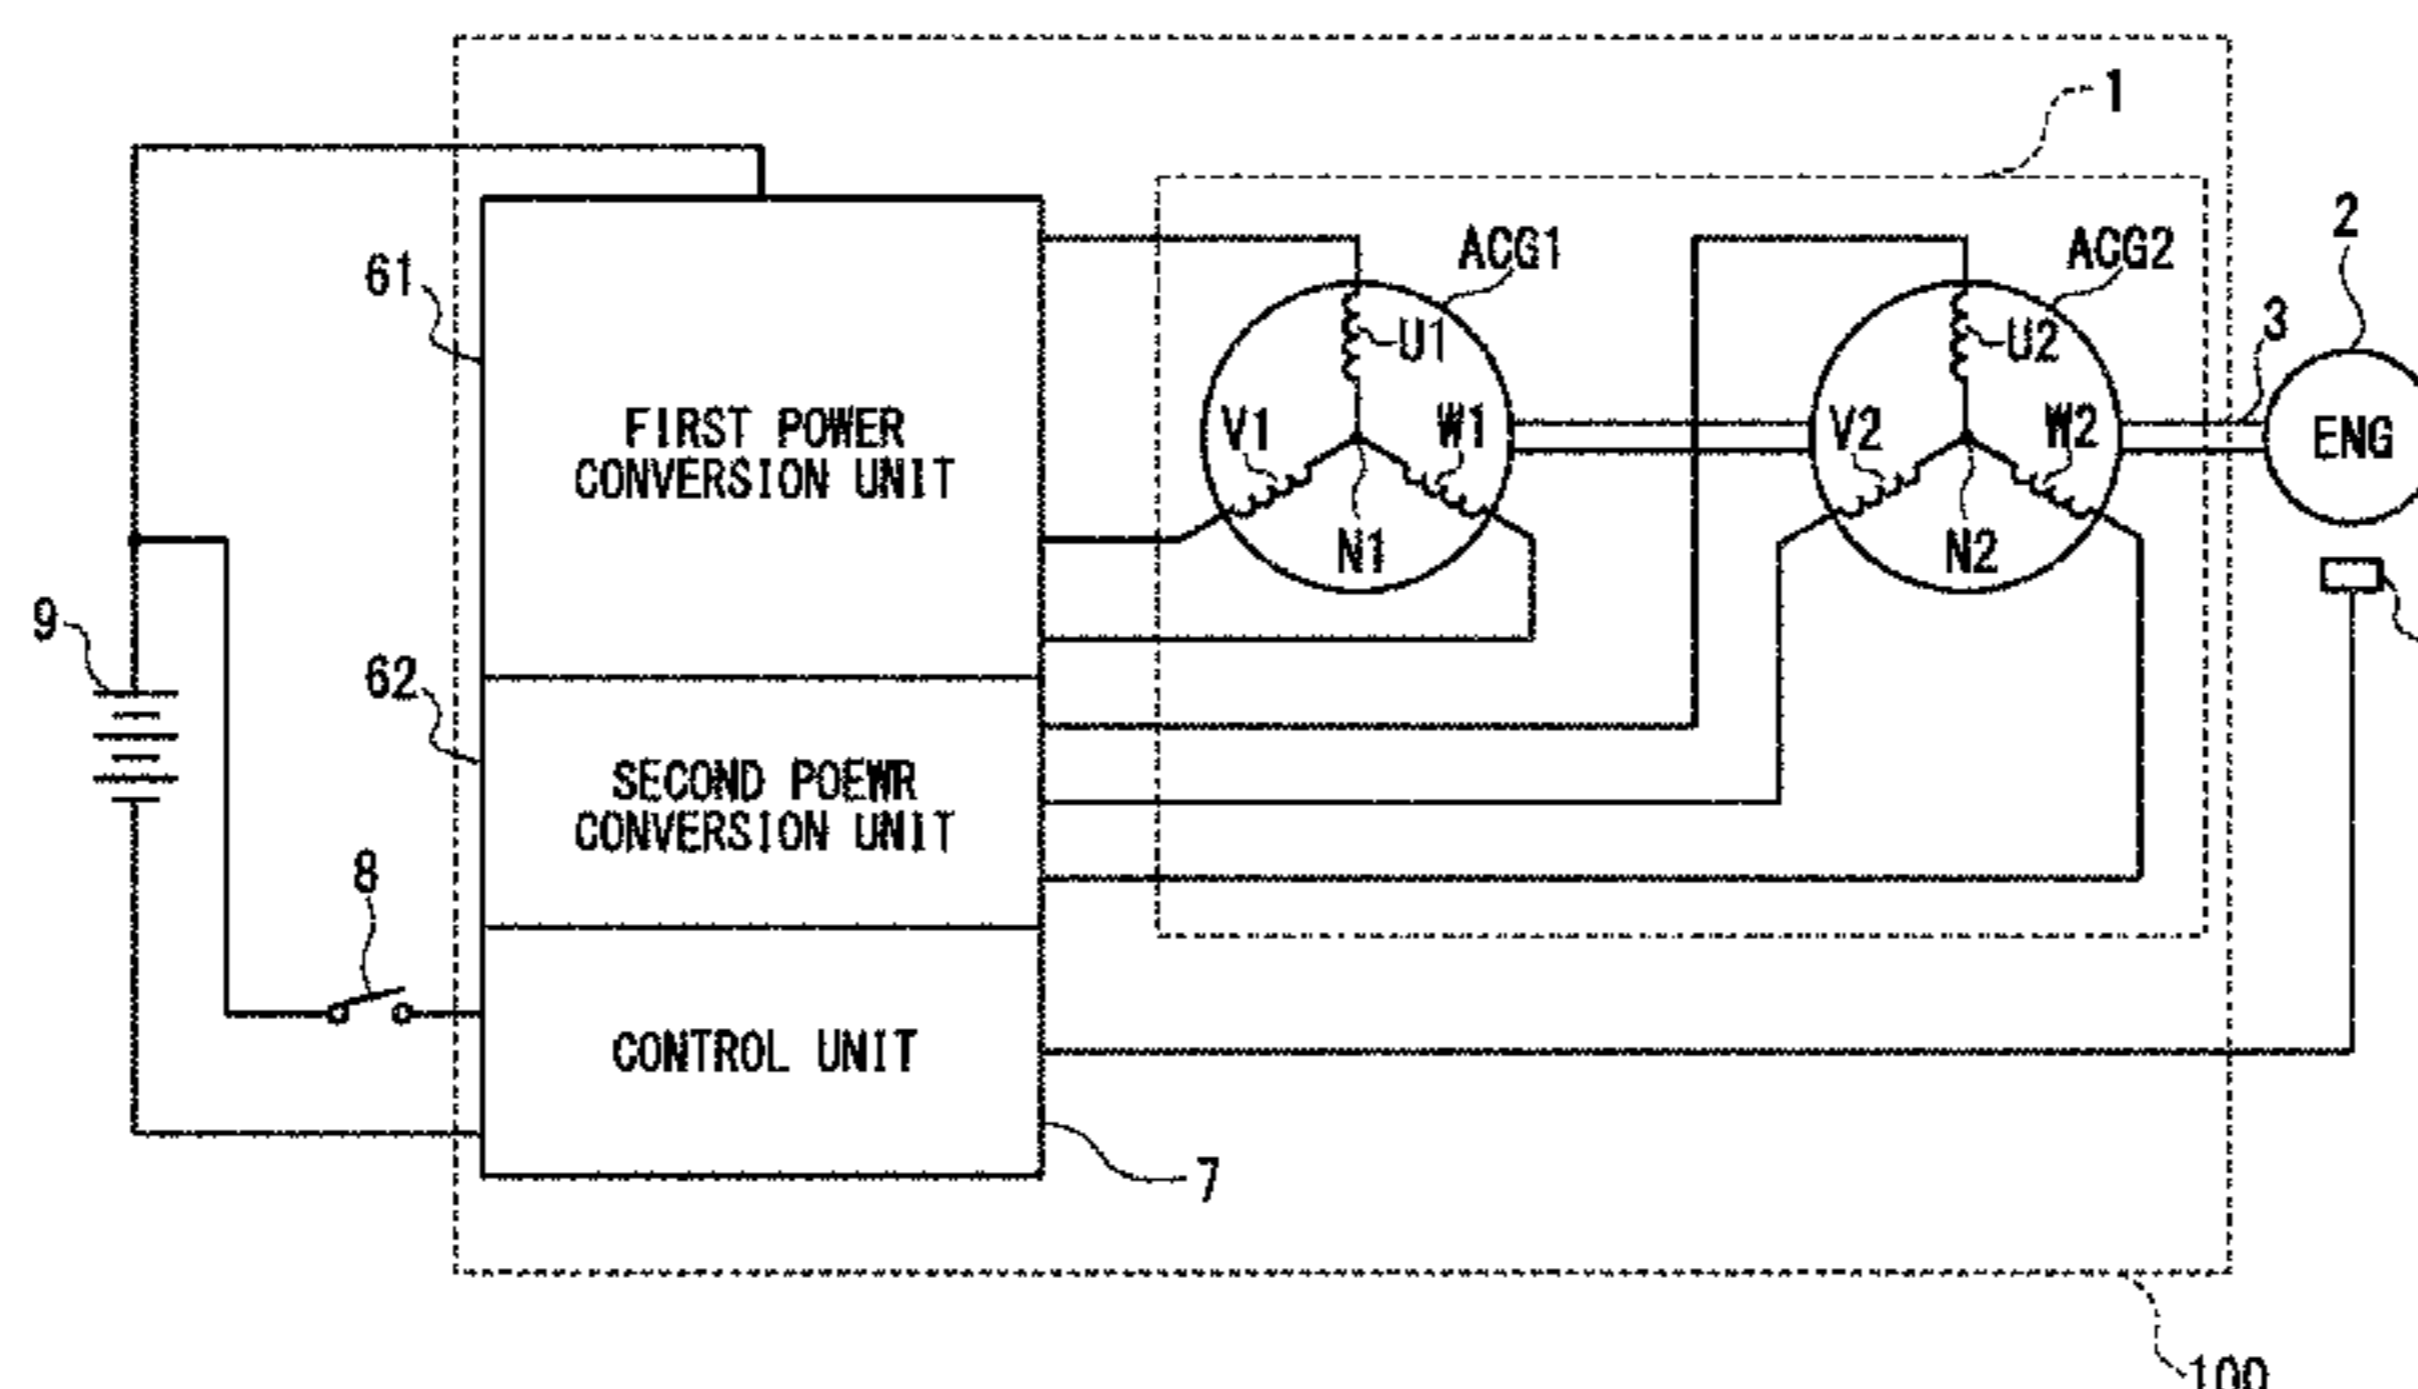 1
2
ACG1
ACG2
61
3
U1
U2
FIRST POWER
CONVERSION UNIT
V1
W1
V2
W2
ENG
N1
N2
9
62
SECOND POEWR
CONVERSION UNIT
8
CONTROL UNIT
7
100